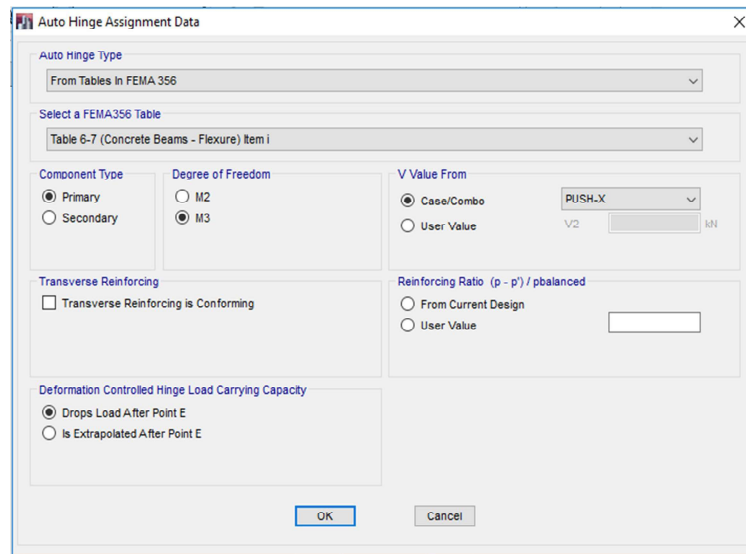 Auto Hinge Assignment Data
Auto Hinge Type
From Tables In FEMA 356
Select a FEMA356 Table
Table 6-7 (Concrete Beams - Flexure) Item i
Component Type
Primary
Secondary
Degree of Freedom
M2
M3
V Value From
Case/Combo PUSH-X
User Value V2 kN
Transverse Reinforcing
Transverse Reinforcing is Conforming
Reinforcing Ratio (p - p') / pbalanced
From Current Design
User Value
Deformation Controlled Hinge Load Carrying Capacity
Drops Load After Point E
Is Extrapolated After Point E
OK Cancel